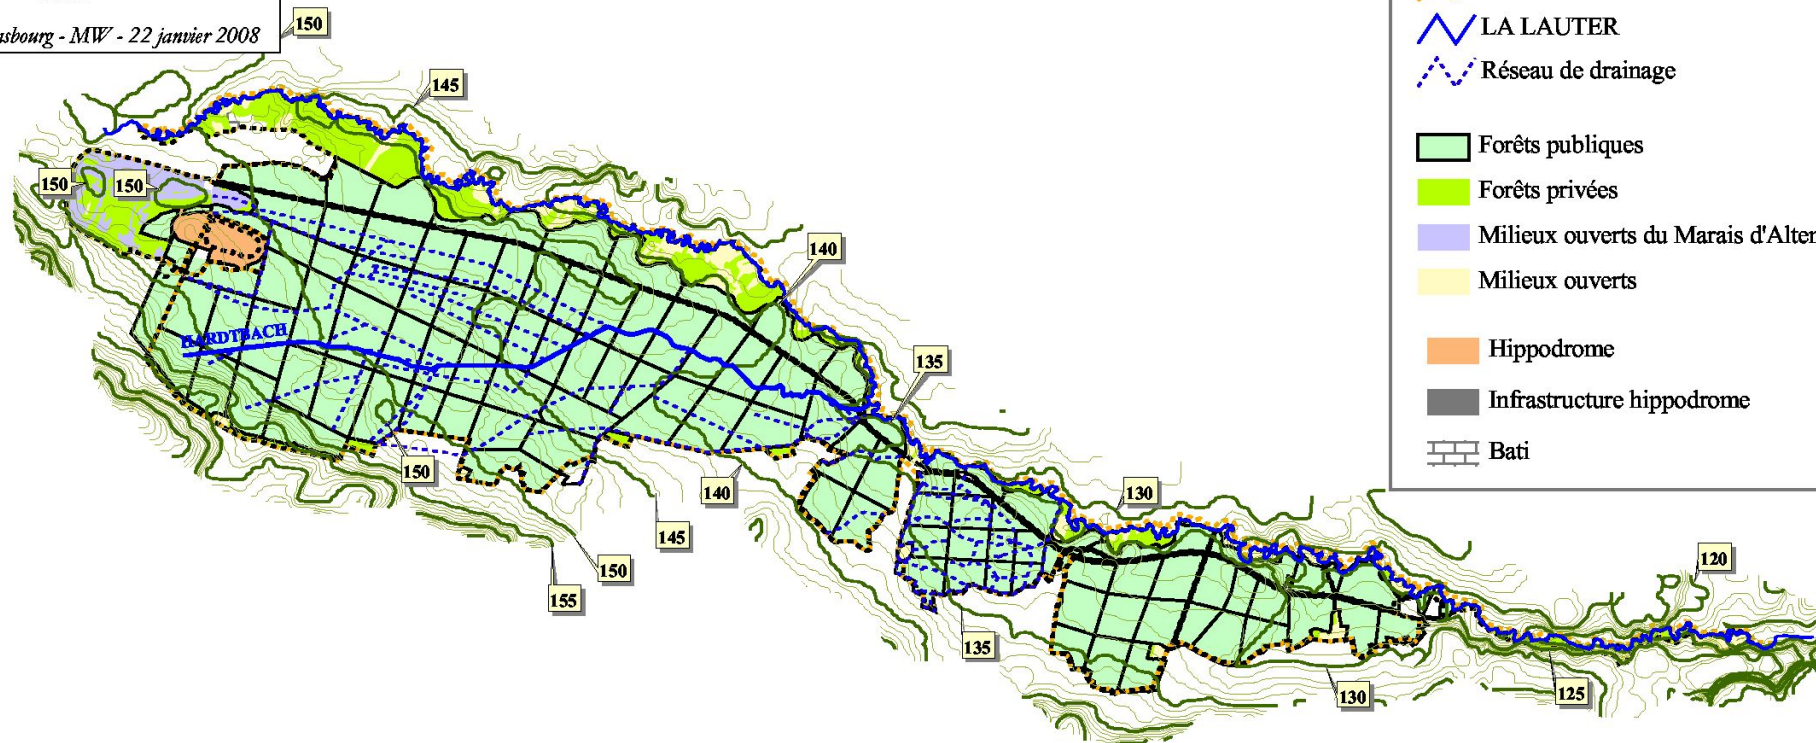 - MW - 22 janvier 2008
150
145
150
150
140
HARDTBACH
135
150
140
130
145
150
155
135
120
130
125
LA LAUTER
Réseau de drainage
Forêts publiques
Forêts privées
Milieux ouverts du Marais
Milieux ouverts
Hippodrome
Infrastructure hippodrome
Bati